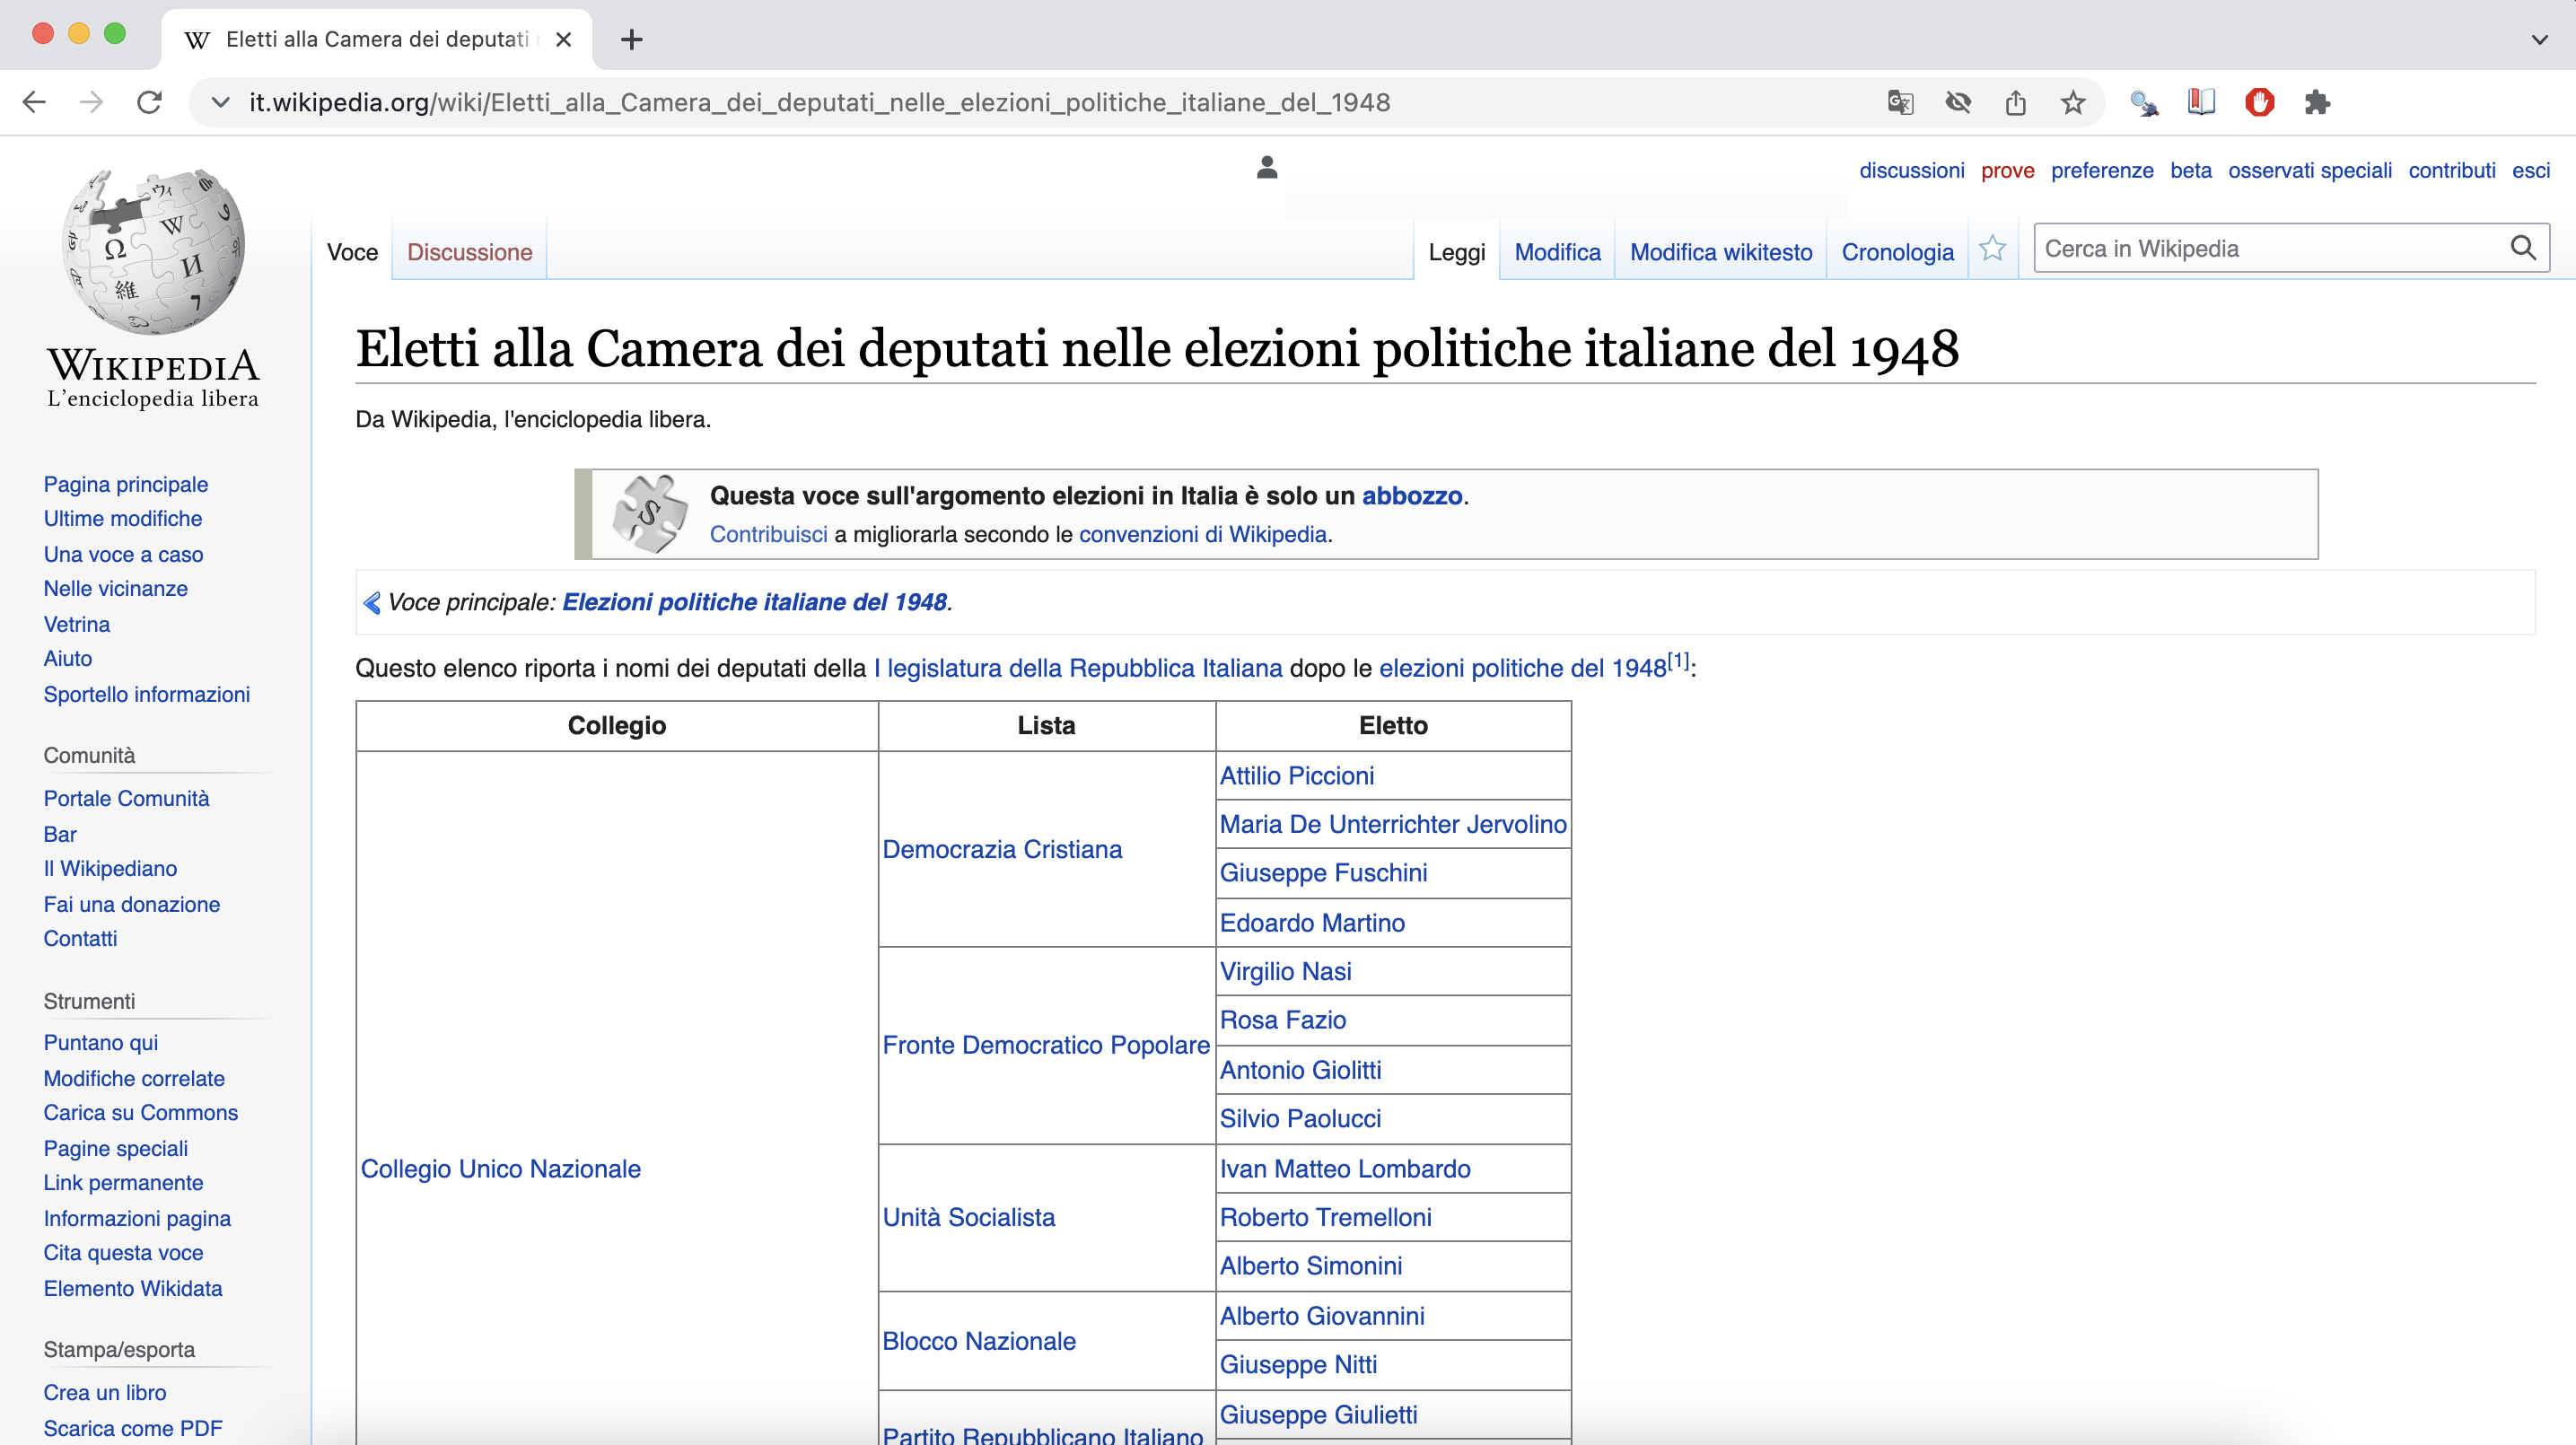 Eletti alla Camera dei deputati
it.wikipedia.org/wiki/Eletti_alla_Camera_dei_deputati_nelle_elezioni_politiche_italiane_del_1948
discussioni prove preferenze beta osservati speciali contributi esci
Voce Discussione Leggi Modifica Modifica wikitesto Cronologia Cerca in Wikipedia
WIKIPEDIA
L'enciclopedia libera
Pagina principale
Ultime modifiche
Una voce a caso
Nelle vicinanze
Vetrina
Aiuto
Sportello informazioni
Comunità
Portale Comunità
Bar
Il Wikipediano
Fai una donazione
Contatti
Strumenti
Puntano qui
Modifiche correlate
Carica su Commons
Pagine speciali
Link permanente
Informazioni pagina
Cita questa voce
Elemento Wikidata
Stampa/esporta
Crea un libro
Scarica come PDF
Eletti alla Camera dei deputati nelle elezioni politiche italiane del 1948
Da Wikipedia, l'enciclopedia libera.
Questa voce sull'argomento elezioni in Italia è solo un abbozzo.
Contribuisci a migliorarla secondo le convenzioni di Wikipedia.
Voce principale: Elezioni politiche italiane del 1948.
Questo elenco riporta i nomi dei deputati della I legislatura della Repubblica Italiana dopo le elezioni politiche del 1948[1]:
Collegio Lista Eletto
Collegio Unico Nazionale
Democrazia Cristiana
Attilio Piccioni
Maria De Unterrichter Jervolino
Giuseppe Fuschini
Edoardo Martino
Fronte Democratico Popolare
Virgilio Nasi
Rosa Fazio
Antonio Giolitti
Silvio Paolucci
Unità Socialista
Ivan Matteo Lombardo
Roberto Tremelloni
Alberto Simonini
Blocco Nazionale
Alberto Giovannini
Giuseppe Nitti
Partito Repubblicano Italiano
Giuseppe Giulietti